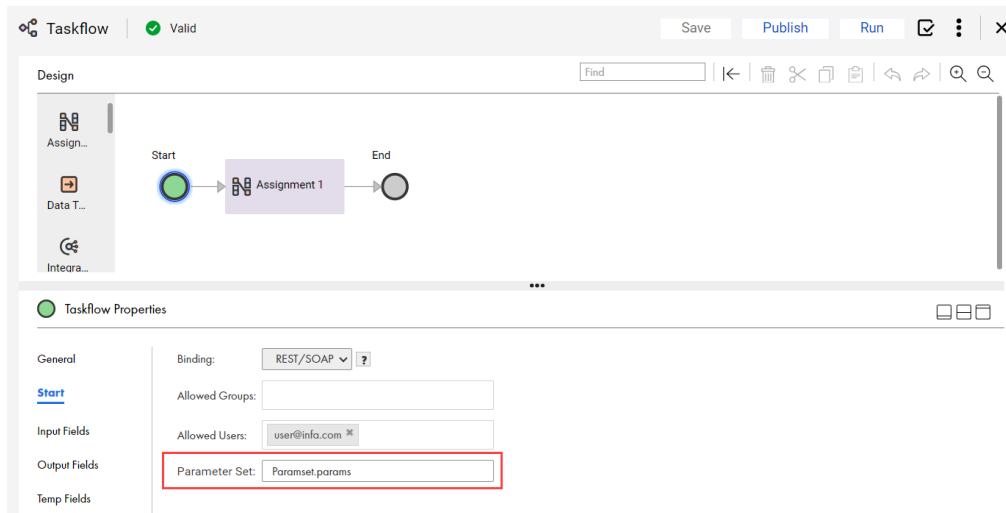 Taskflow Valid Save Publish Run
Design Find
Assign...
Data T...
Integra...
Start End
Assignment 1
Taskflow Properties
General
Start
Input Fields
Output Fields
Temp Fields
Binding: REST/SOAP ?
Allowed Groups:
Allowed Users: user@infa.com
Parameter Set: Paramset.params